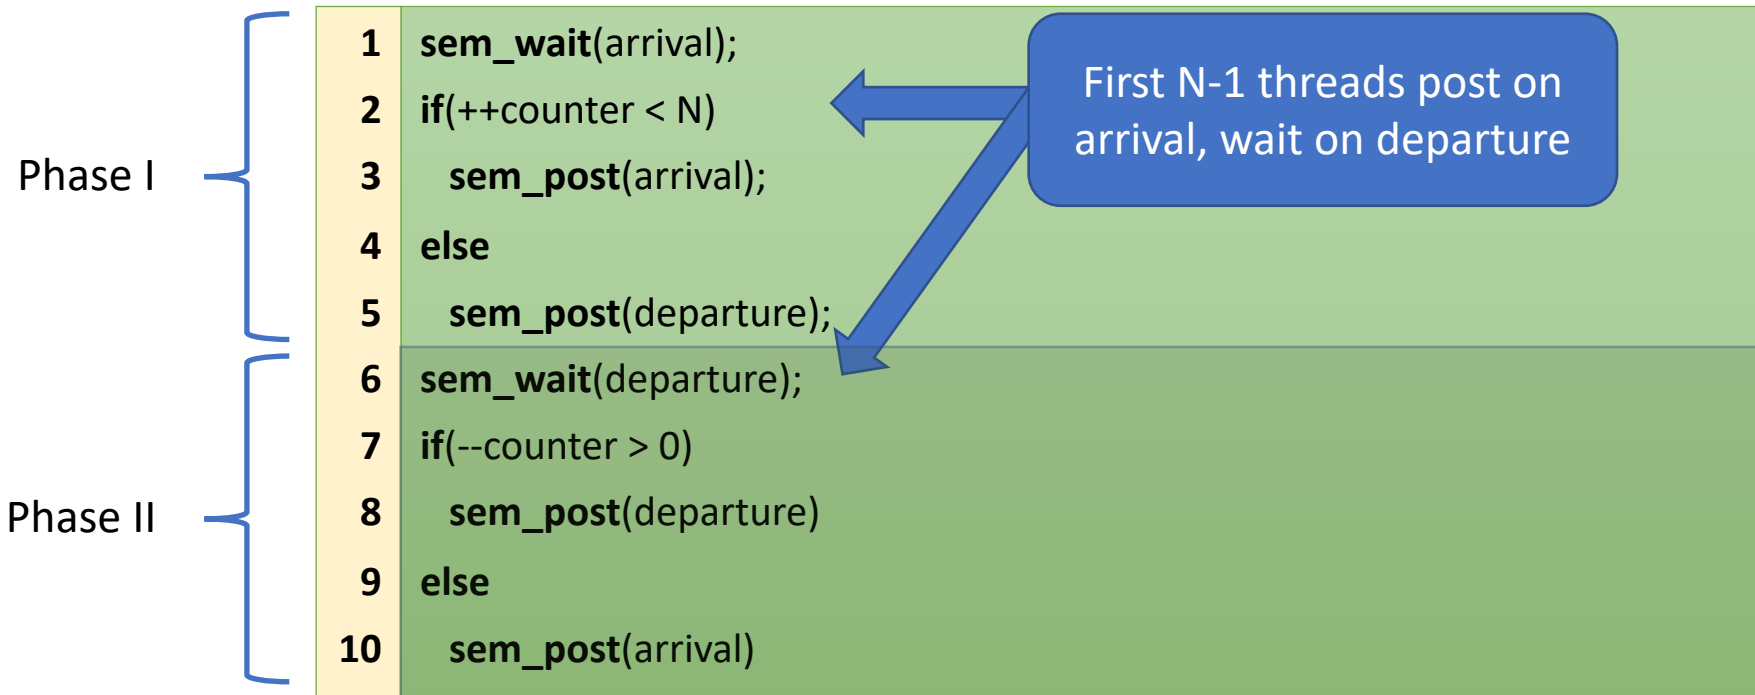 Phase I
1 sem_wait(arrival);
2 if(++counter < N)
3 sem_post(arrival);
4 else
5 sem_post(departure);
First N-1 threads post on
arrival, wait on departure
Phase II
6 sem_wait(departure);
7 if(--counter > 0)
8 sem_post(departure)
9 else
10 sem_post(arrival)